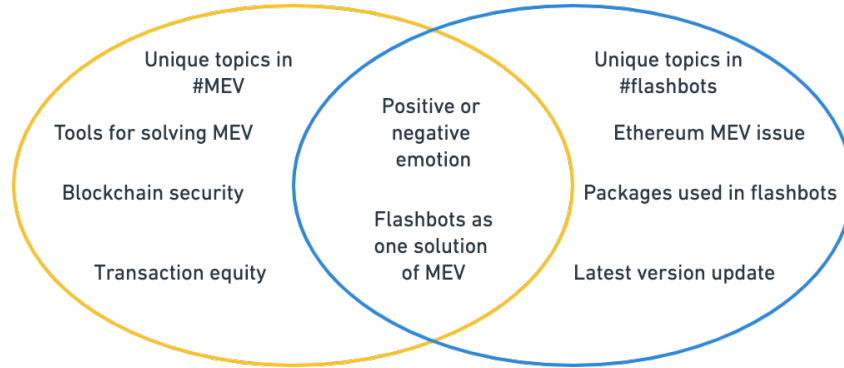 Unique topics in
#MEV
Tools for solving MEV
Blockchain security
Transaction equity
Positive or
negative
emotion
Flashbots as
one solution
of MEV
Unique topics in
#flashbots
Ethereum MEV issue
Packages used in flashbots
Latest version update